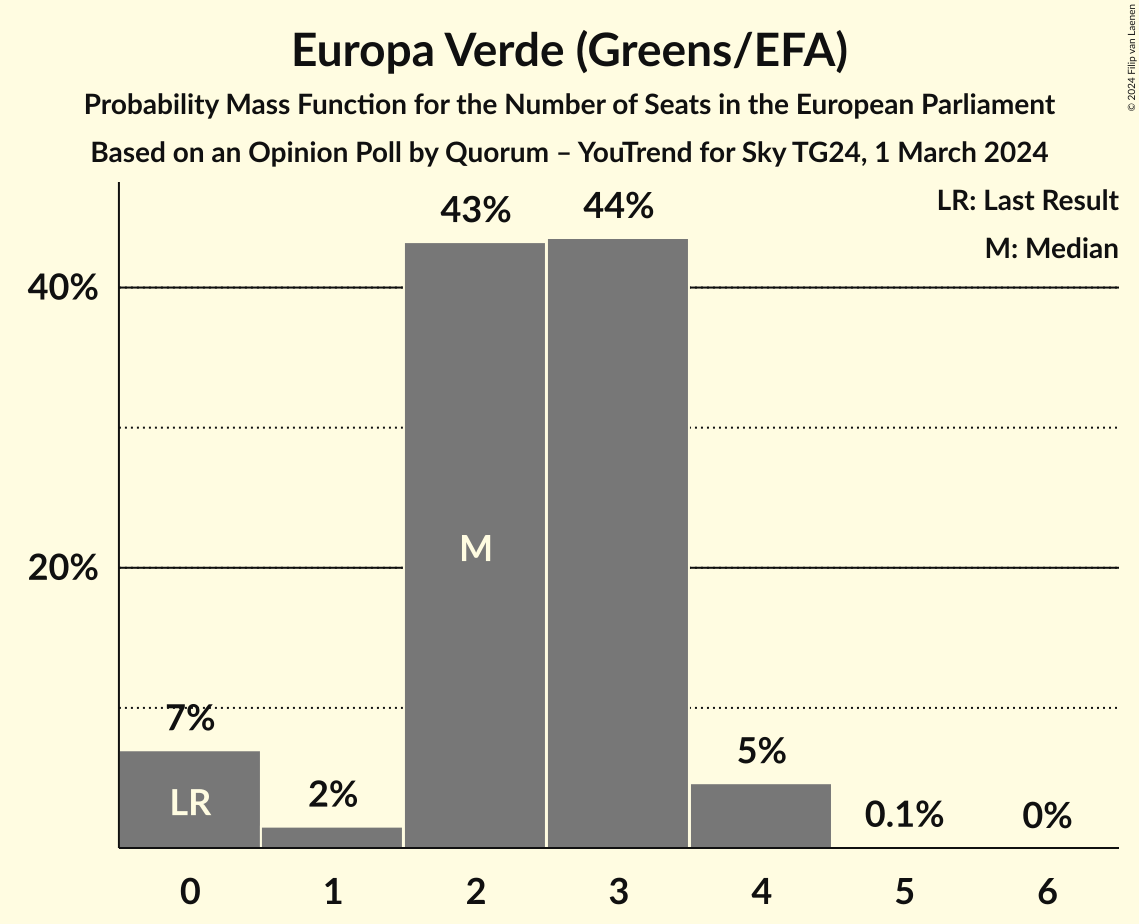 Europa Verde (Greens/EFA)
Probability Mass Function for the Number of Seats in the European Parliament
Based on an Opinion Poll by Quorum – YouTrend for Sky TG24, 1 March 2024
© 2024 Filip van Laenen
LR: Last Result
M: Median
43%
44%
40%
M
20%
7%
LR
2%
5%
0.1%
0%
0
1
2
3
4
5
6